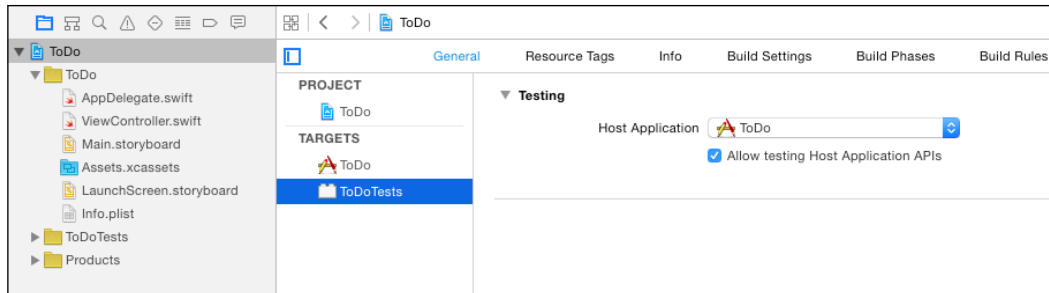 ToDo
ToDo
General
Resource Tags
Info
Build Settings
Build Phases
Build Rules
ToDo
AppDelegate.swift
ViewController.swift
Main.storyboard
Assets.xcassets
LaunchScreen.storyboard
Info.plist
ToDoTests
Products
PROJECT
ToDo
TARGETS
ToDo
ToDoTests
Testing
Host Application
ToDo
Allow testing Host Application APIs